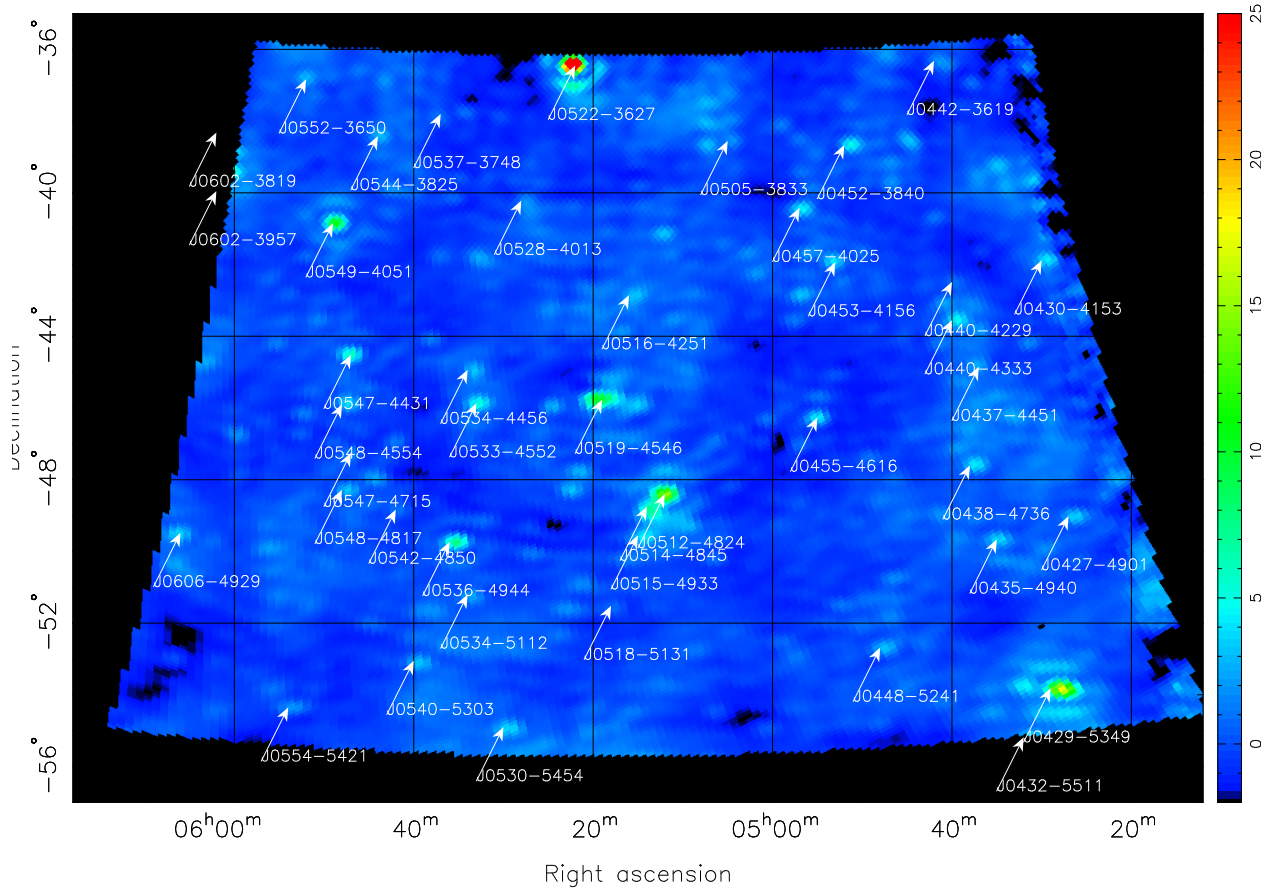 −36°
−40°
−44°
−48°
−52°
−56°
Declination
J0552−3650
J0522−3627
J0442−3619
J0537−3748
J0602−3819
J0544−3825
J0505−3833
J0452−3840
J0602−3957
J0549−4051
J0528−4013
J0457−4025
J0453−4156
J0430−4153
J0440−4229
J0516−4251
J0440−4333
J0547−4431
J0534−4456
J0437−4451
J0548−4554
J0533−4552
J0519−4546
J0455−4616
J0547−4715
J0438−4736
J0548−4817
J0542−4850
J0512−4824
J0514−4845
J0427−4901
J0606−4929
J0536−4944
J0515−4933
J0435−4940
J0534−5112
J0518−5131
J0448−5241
J0540−5303
J0429−5349
J0554−5421
J0530−5454
J0432−5511
06h00m
40m
20m
05h00m
40m
20m
Right ascension
25
20
15
10
5
0